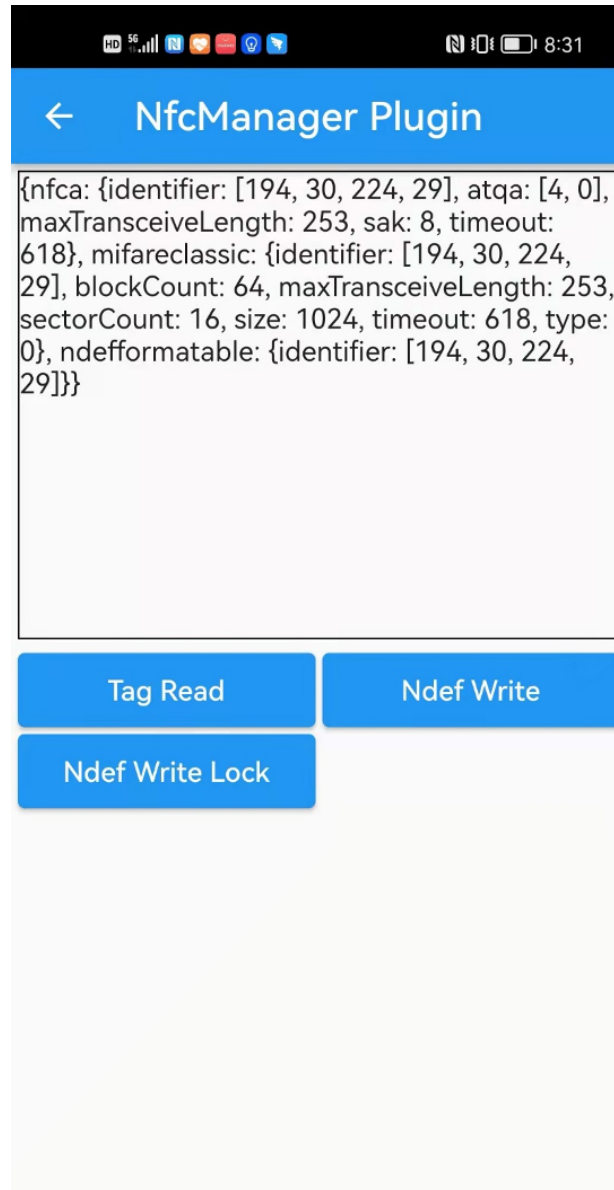 HD 5G 8:31
NfcManager Plugin
{nfca: {identifier: [194, 30, 224, 29], atqa: [4, 0],
maxTransceiveLength: 253, sak: 8, timeout:
618}, mifareclassic: {identifier: [194, 30, 224,
29], blockCount: 64, maxTransceiveLength: 253,
sectorCount: 16, size: 1024, timeout: 618, type:
0}, ndefformatable: {identifier: [194, 30, 224,
29]}}
Tag Read
Ndef Write
Ndef Write Lock